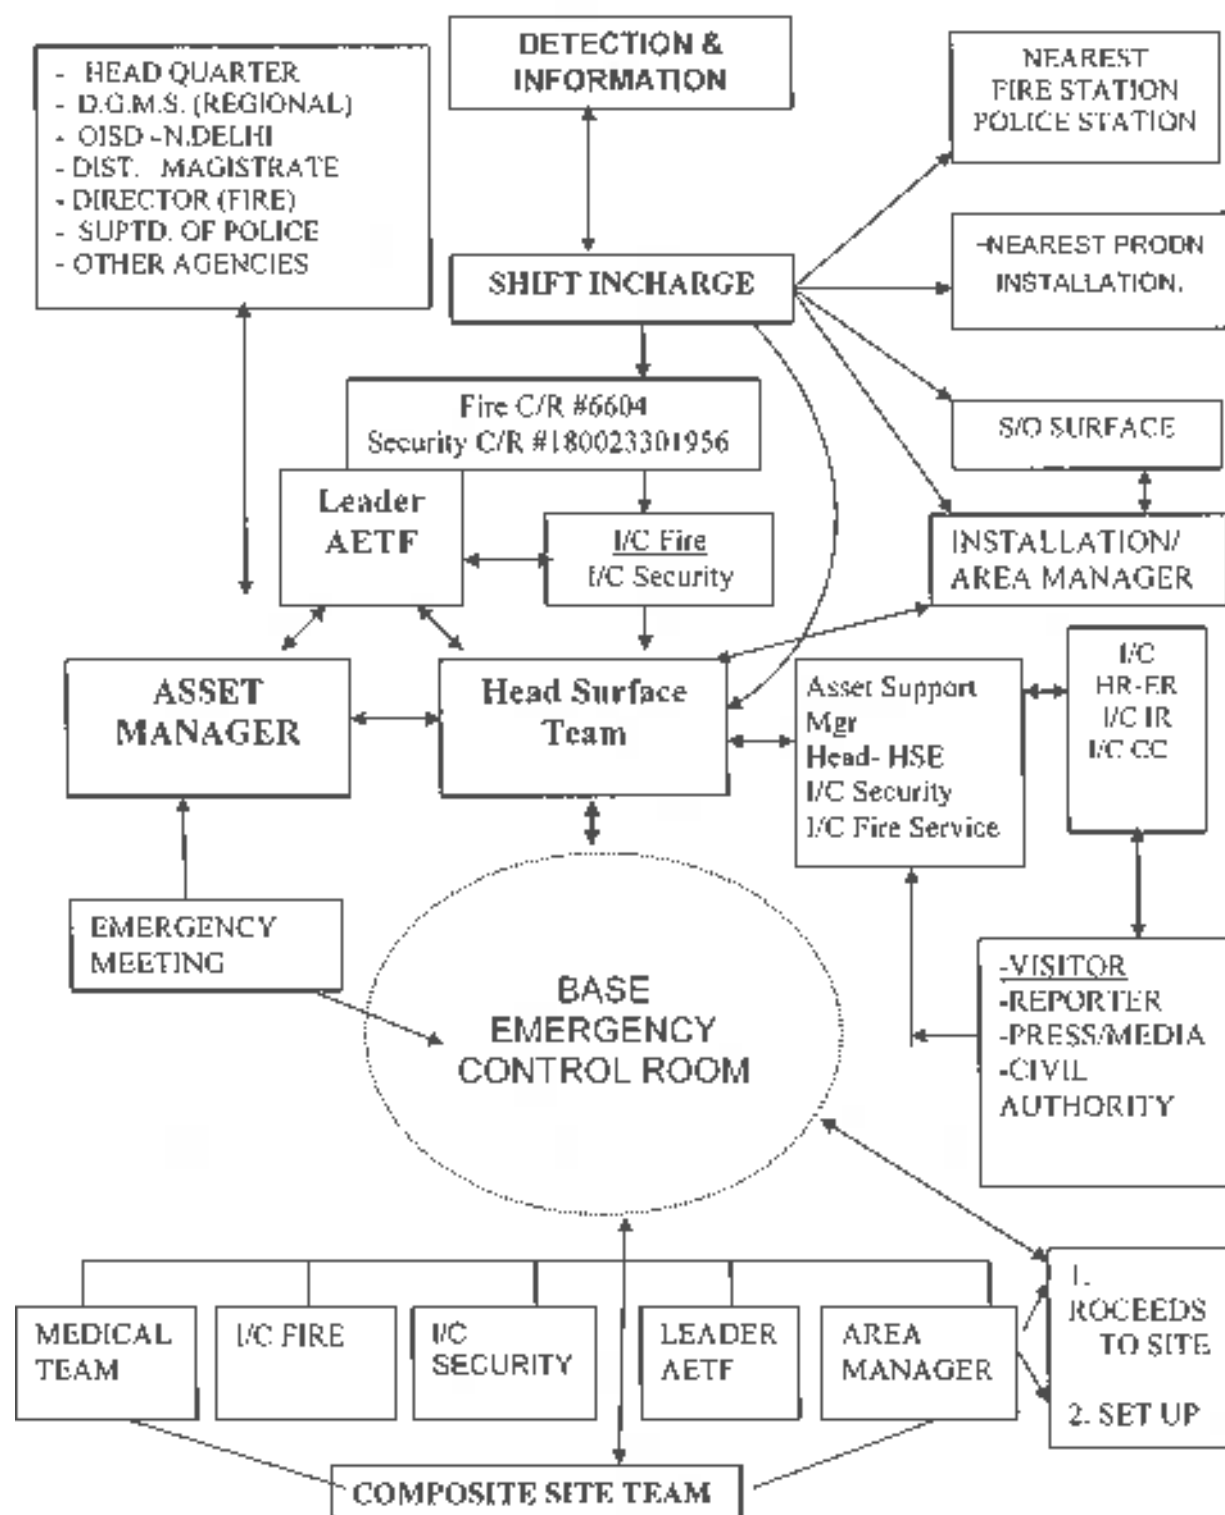 DETECTION &
INFORMATION
- HEAD QUARTER
- D.G.M.S. (REGIONAL)
- OISD -N.DELHI
- DIST. MAGISTRATE
- DIRECTOR (FIRE)
- SUPTD. OF POLICE
- OTHER AGENCIES
NEAREST
FIRE STATION
POLICE STATION
-NEAREST PRODN
INSTALLATION.
SHIFT INCHARGE
Fire C/R #6604
Security C/R #180023301956
S/O SURFACE
Leader
AETF
I/C Fire
I/C Security
INSTALLATION/
AREA MANAGER
ASSET
MANAGER
Head Surface
Team
Asset Support
Mgr
Head- HSE
I/C Security
I/C Fire Service
I/C
HR-ER
I/C IR
I/C CC
EMERGENCY
MEETING
BASE
EMERGENCY
CONTROL ROOM
-VISITOR
-REPORTER
-PRESS/MEDIA
-CIVIL
AUTHORITY
MEDICAL
TEAM
I/C FIRE
I/C
SECURITY
LEADER
AETF
AREA
MANAGER
1.
ROCEEDS
TO SITE
2. SET UP
COMPOSITE SITE TEAM